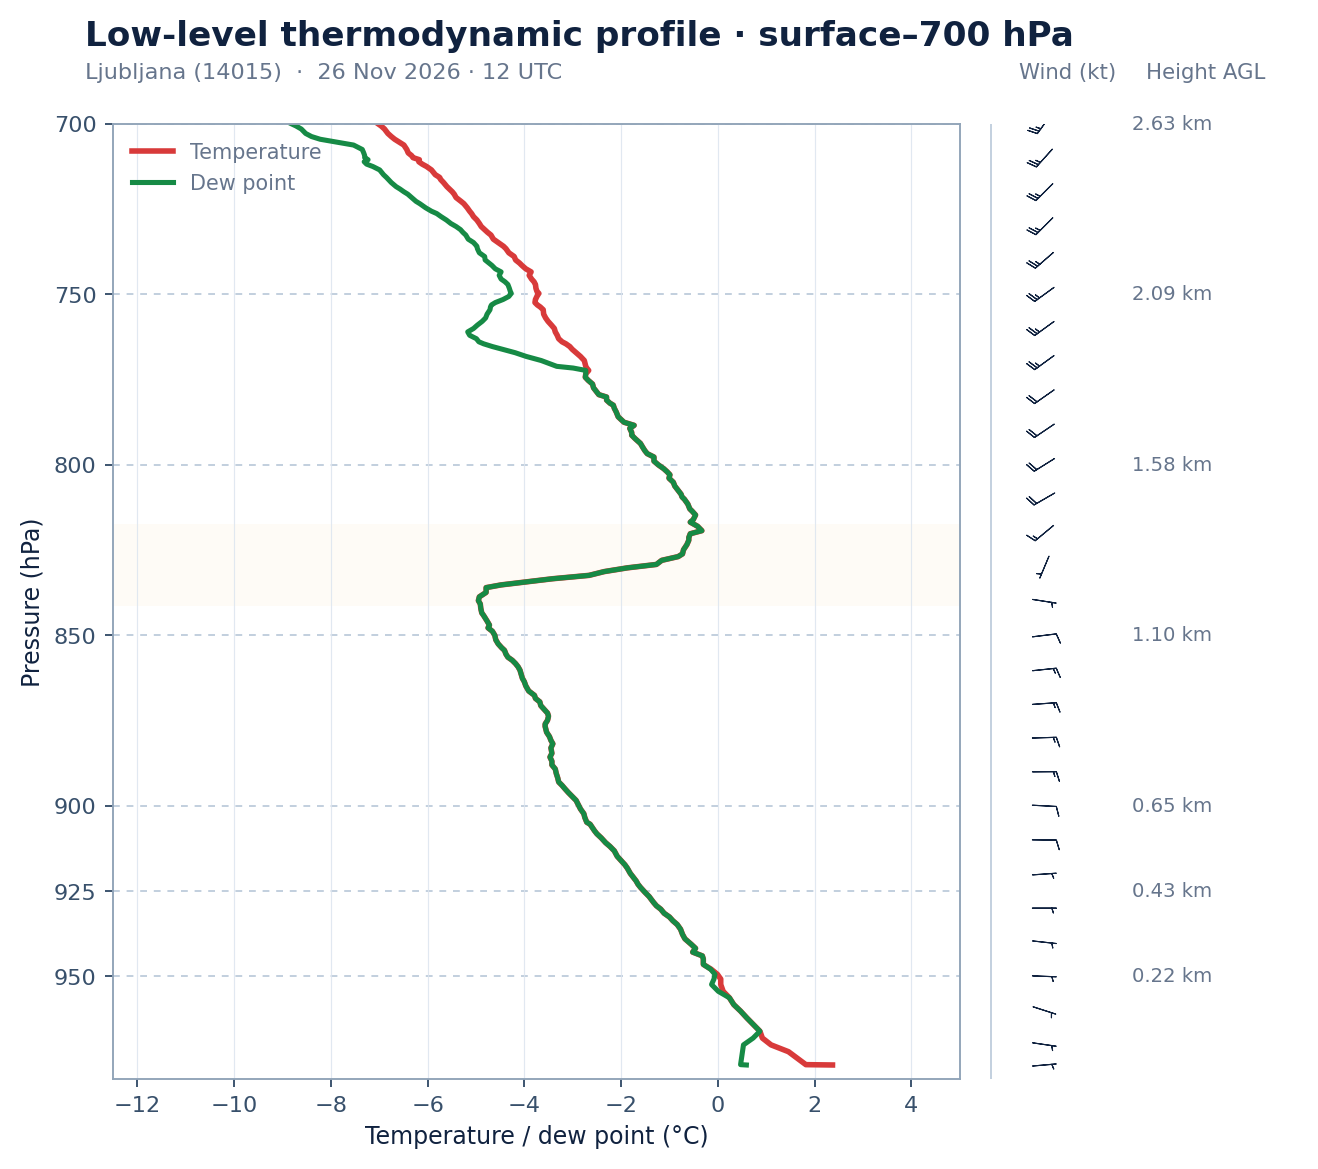 Low-level thermodynamic profile · surface–700 hPa
Ljubljana (14015)  ·  26 Nov 2026 · 12 UTC
Wind (kt)
Height AGL
Temperature
Dew point
700
750
800
850
900
925
950
Pressure (hPa)
2.63 km
2.09 km
1.58 km
1.10 km
0.65 km
0.43 km
0.22 km
−12
−10
−8
−6
−4
−2
0
2
4
Temperature / dew point (°C)